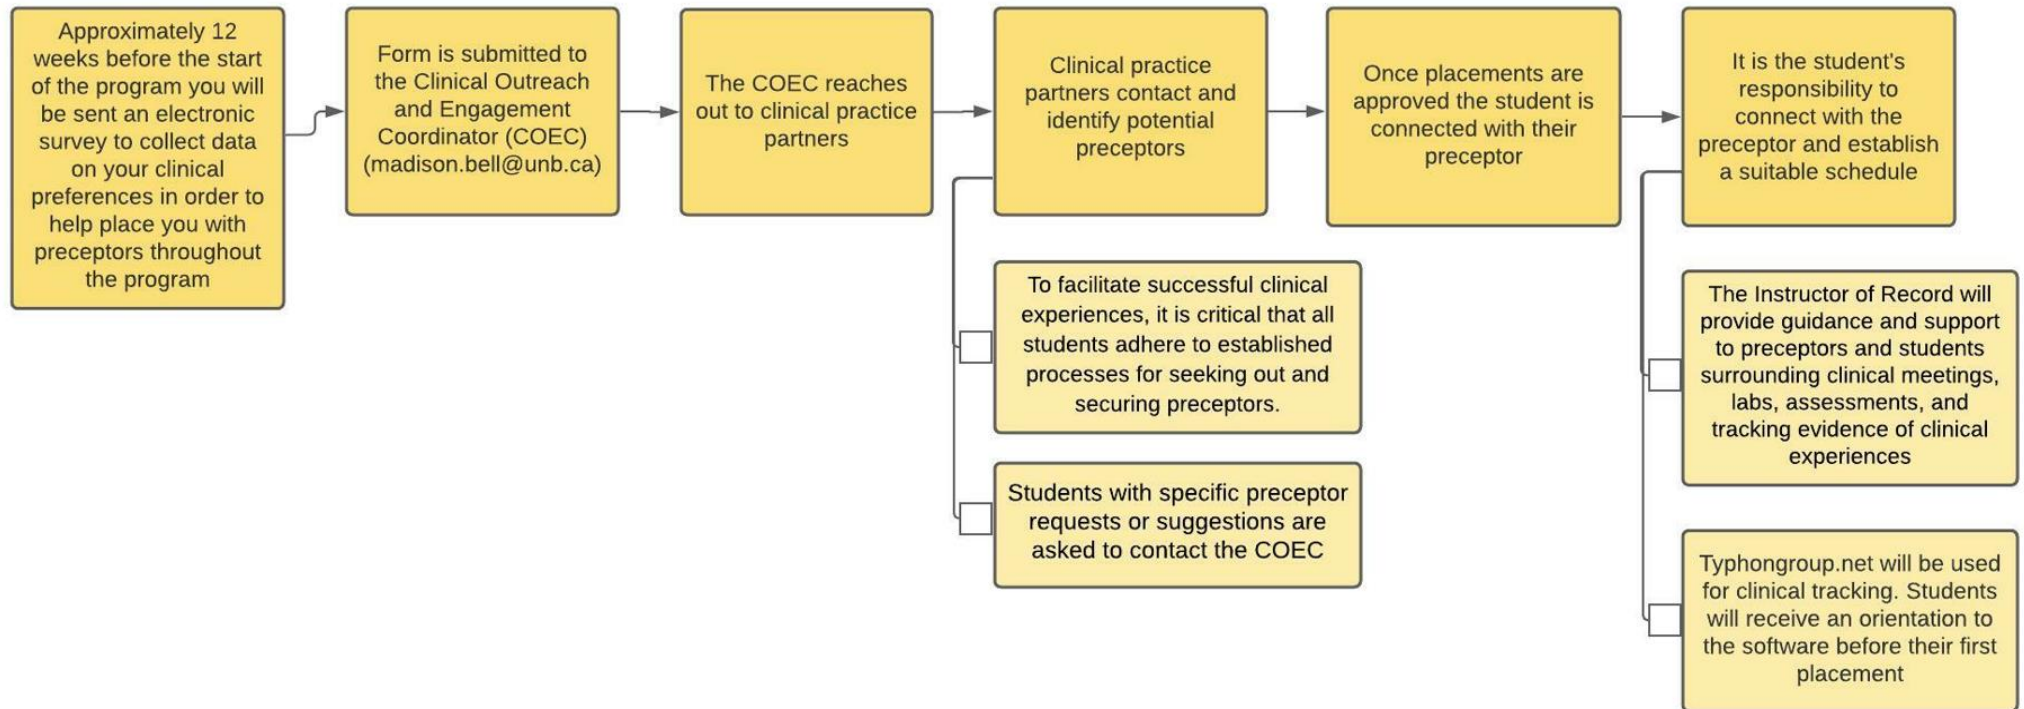 Approximately 12
weeks before the start
of the program you will
be sent an electronic
survey to collect data
on your clinical
preferences in order to
help place you with
preceptors throughout
the program
Form is submitted to
the Clinical Outreach
and Engagement
Coordinator (COEC)
(madison.bell@unb.ca)
The COEC reaches
out to clinical practice
partners
Clinical practice
partners contact and
identify potential
preceptors
Once placements are
approved the student is
connected with their
preceptor
It is the student's
responsibility to
connect with the
preceptor and establish
a suitable schedule
To facilitate successful clinical
experiences, it is critical that all
students adhere to established
processes for seeking out and
securing preceptors.
Students with specific preceptor
requests or suggestions are
asked to contact the COEC
The Instructor of Record will
provide guidance and support
to preceptors and students
surrounding clinical meetings,
labs, assessments, and
tracking evidence of clinical
experiences
Typhongroup.net will be used
for clinical tracking. Students
will receive an orientation to
the software before their first
placement